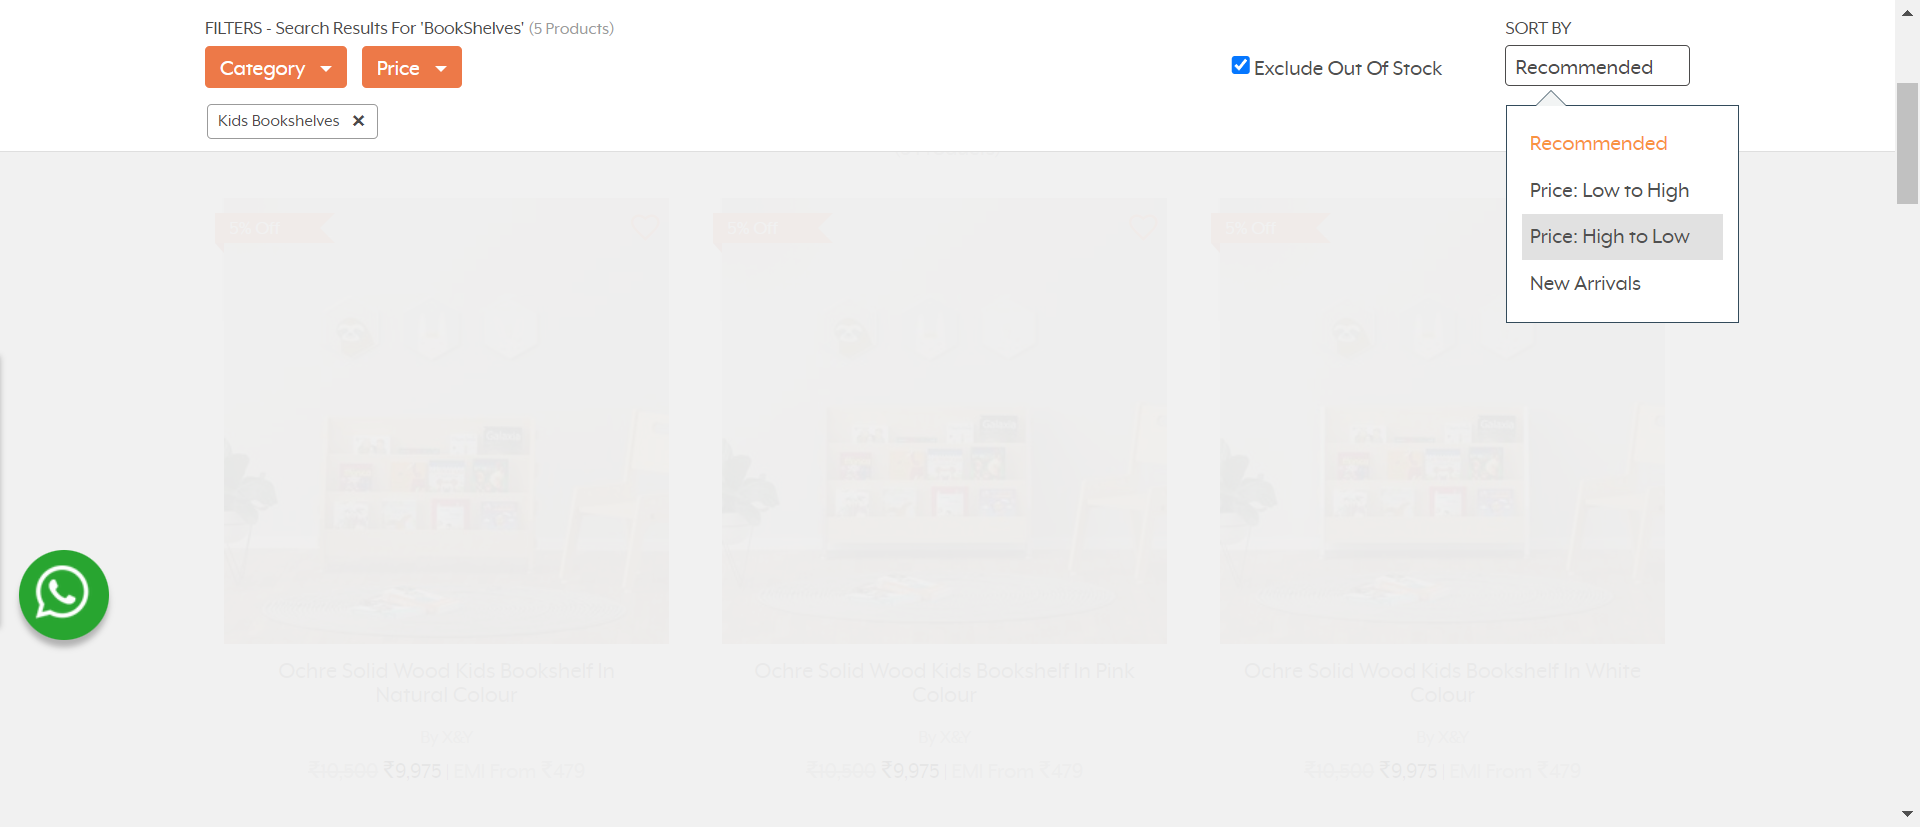 FILTERS - Search Results For 'BookShelves' (5 Products)
SORT BY
Category
Price
Exclude Out Of Stock
Recommended
Kids Bookshelves ✕
Recommended
Price: Low to High
Price: High to Low
New Arrivals
5% Off
5% Off
5% Off
Ochre Solid Wood Kids Bookshelf In
Natural Colour
By X&Y
₹10,500 ₹9,975 | EMI From ₹479
Ochre Solid Wood Kids Bookshelf In Pink
Colour
By X&Y
₹10,500 ₹9,975 | EMI From ₹479
Ochre Solid Wood Kids Bookshelf In White
Colour
By X&Y
₹10,500 ₹9,975 | EMI From ₹479